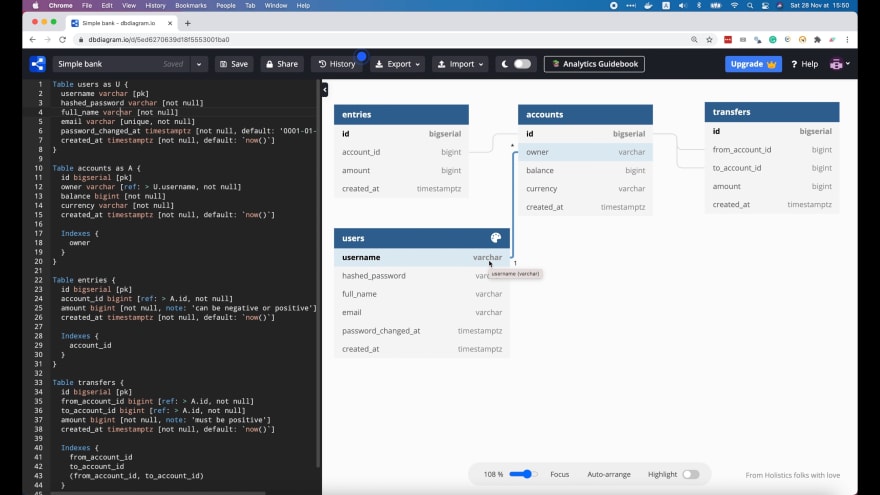 Chrome File Edit View History Bookmarks People Tab Window Help
Sat 28 Nov at 15:50
Simple bank - dbdiagram.io
dbdiagram.io/d/5ed6270639d18f5553001ba0
Simple bank Saved Save Share History Export Import Analytics Guidebook Upgrade Help
1 Table users as U {
2 username varchar [pk]
3 hashed_password varchar [not null]
4 full_name varchar [not null]
5 email varchar [unique, not null]
6 password_changed_at timestamptz [not null, default: '0001-01-
7 created_at timestamptz [not null, default: `now()`]
8 }
9
10 Table accounts as A {
11 id bigserial [pk]
12 owner varchar [ref: > U.username, not null]
13 balance bigint [not null]
14 currency varchar [not null]
15 created_at timestamptz [not null, default: `now()`]
16
17 Indexes {
18 owner
19 }
20 }
21
22 Table entries {
23 id bigserial [pk]
24 account_id bigint [ref: > A.id, not null]
25 amount bigint [not null, note: 'can be negative or positive']
26 created_at timestamptz [not null, default: `now()`]
27
28 Indexes {
29 account_id
30 }
31 }
32
33 Table transfers {
34 id bigserial [pk]
35 from_account_id bigint [ref: > A.id, not null]
36 to_account_id bigint [ref: > A.id, not null]
37 amount bigint [not null, note: 'must be positive']
38 created_at timestamptz [not null, default: `now()`]
39
40 Indexes {
41 from_account_id
42 to_account_id
43 (from_account_id, to_account_id)
44 }
entries
id bigserial
account_id bigint
amount bigint
created_at timestamptz
accounts
id bigserial
owner varchar
balance bigint
currency varchar
created_at timestamptz
transfers
id bigserial
from_account_id bigint
to_account_id bigint
amount bigint
created_at timestamptz
*
1
users
username varchar
hashed_password
username (varchar)
full_name varchar
email varchar
password_changed_at timestamptz
created_at timestamptz
108 % Focus Auto-arrange Highlight
From Holistics folks with love